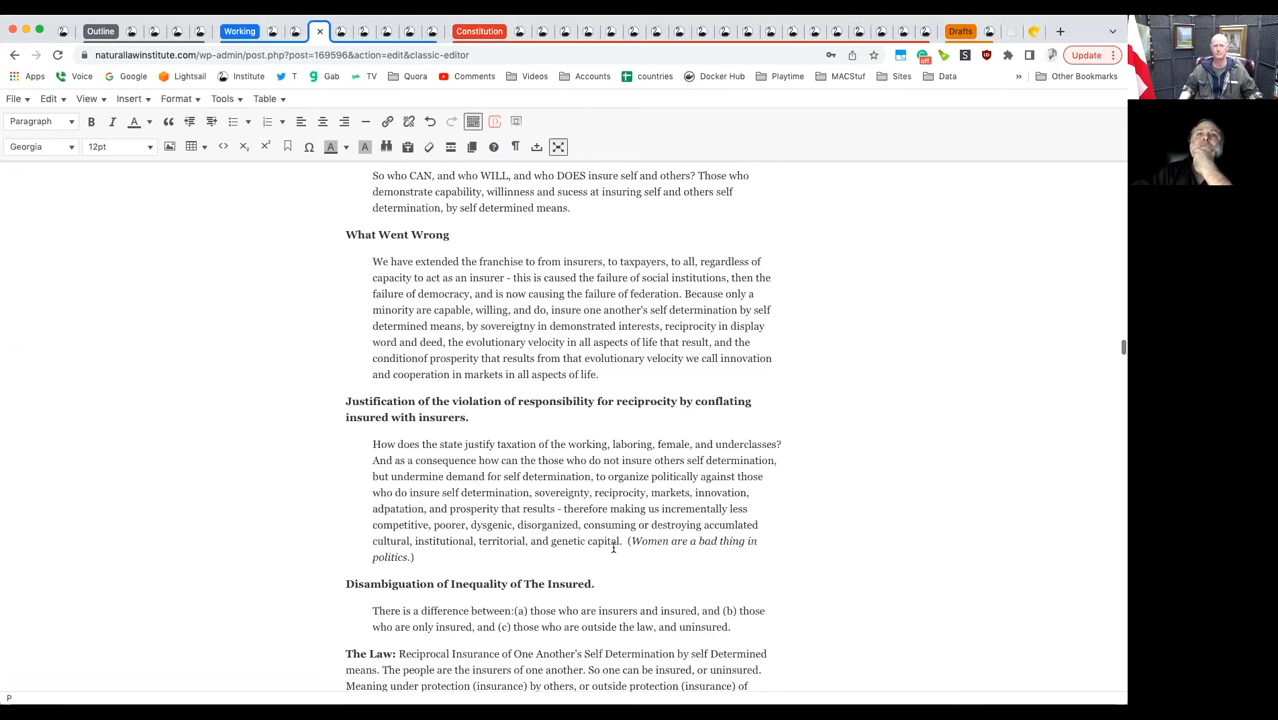 Outline
Working
Constitution
Drafts
naturallawinstitute.com/wp-admin/post.php?post=169596&action=edit&classic-editor
off
Update
Apps Voice Google Lightsail Institute Gab TV Quora Comments Videos Accounts countries Docker Hub Playtime MACStuf Sites Data » Other Bookmarks
File Edit View Insert Format Tools Table
Paragraph B I A
Georgia 12pt
So who CAN, and who WILL, and who DOES insure self and others? Those who
demonstrate capability, willinness and sucess at insuring self and others self
determination, by self determined means.
What Went Wrong
We have extended the franchise to from insurers, to taxpayers, to all, regardless of
capacity to act as an insurer - this is caused the failure of social institutions, then the
failure of democracy, and is now causing the failure of federation. Because only a
minority are capable, willing, and do, insure one another's self determination by self
determined means, by sovereigtny in demonstrated interests, reciprocity in display
word and deed, the evolutionary velocity in all aspects of life that result, and the
conditionof prosperity that results from that evolutionary velocity we call innovation
and cooperation in markets in all aspects of life.
Justification of the violation of responsibility for reciprocity by conflating
insured with insurers.
How does the state justify taxation of the working, laboring, female, and underclasses?
And as a consequence how can the those who do not insure others self determination,
but undermine demand for self determination, to organize politically against those
who do insure self determination, sovereignty, reciprocity, markets, innovation,
adpatation, and prosperity that results - therefore making us incrementally less
competitive, poorer, dysgenic, disorganized, consuming or destroying accumlated
cultural, institutional, territorial, and genetic capital. (Women are a bad thing in
politics.)
Disambiguation of Inequality of The Insured.
There is a difference between:(a) those who are insurers and insured, and (b) those
who are only insured, and (c) those who are outside the law, and uninsured.
The Law: Reciprocal Insurance of One Another's Self Determination by self Determined
means. The people are the insurers of one another. So one can be insured, or uninsured.
Meaning under protection (insurance) by others, or outside protection (insurance) of
P